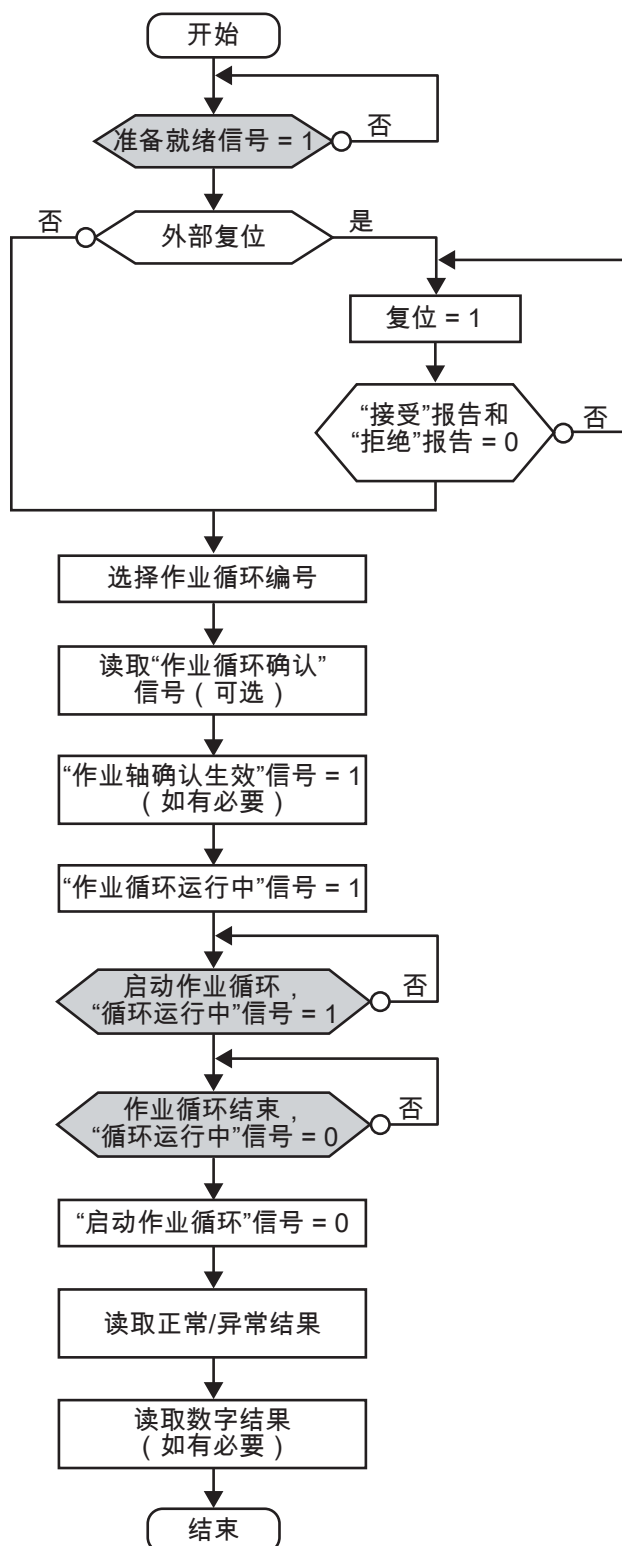 开始
否
准备就绪信号 = 1
否
外部复位
是
复位 = 1
“接受”报告和
“拒绝”报告 = 0
否
选择作业循环编号
读取“作业循环确认”
信号（可选）
“作业轴确认生效”信号 = 1
（如有必要）
“作业循环运行中”信号 = 1
启动作业循环，
“循环运行中”信号 = 1
否
作业循环结束，
“循环运行中”信号 = 0
否
“启动作业循环”信号 = 0
读取正常/异常结果
读取数字结果
（如有必要）
结束